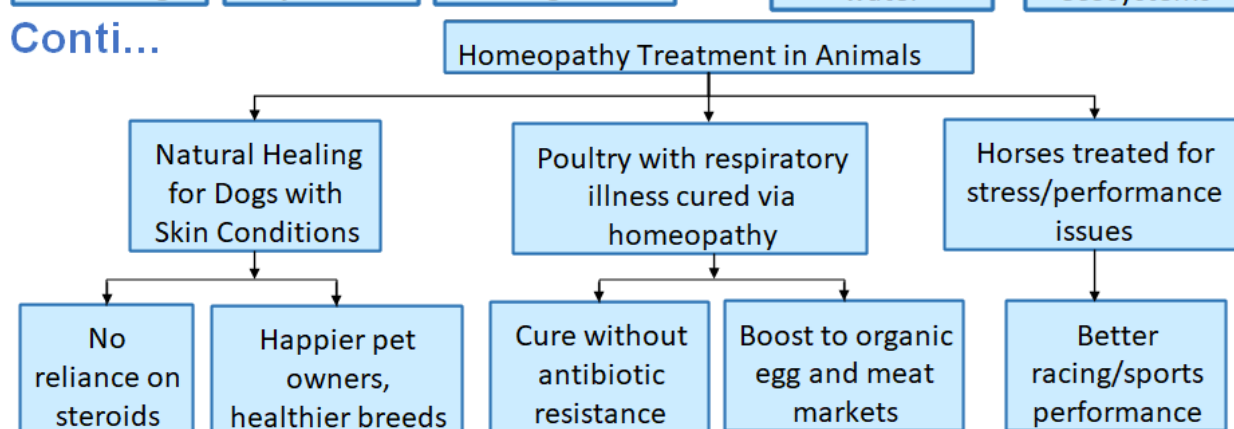 Conti...
Homeopathy Treatment in Animals
Natural Healing
for Dogs with
Skin Conditions
Poultry with respiratory
illness cured via
homeopathy
Horses treated for
stress/performance
issues
No
reliance on
steroids
Happier pet
owners,
healthier breeds
Cure without
antibiotic
resistance
Boost to organic
egg and meat
markets
Better
racing/sports
performance